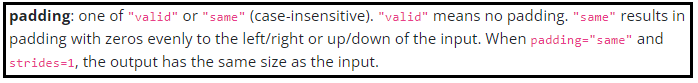 padding: one of "valid" or "same" (case-insensitive). "valid" means no padding. "same" results in
padding with zeros evenly to the left/right or up/down of the input. When padding="same" and
strides=1, the output has the same size as the input.